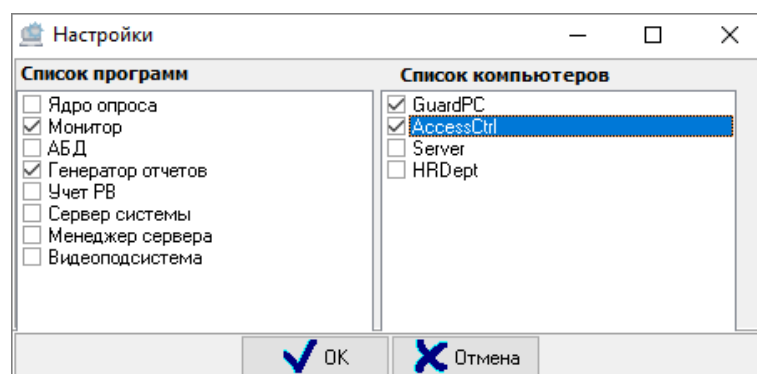 Настройки
Список программ
Ядро опроса
Монитор
АБД
Генератор отчетов
Учет РВ
Сервер системы
Менеджер сервера
Видеоподсистема
Список компьютеров
GuardPC
AccessCtrl
Server
HRDept
OK
Отмена